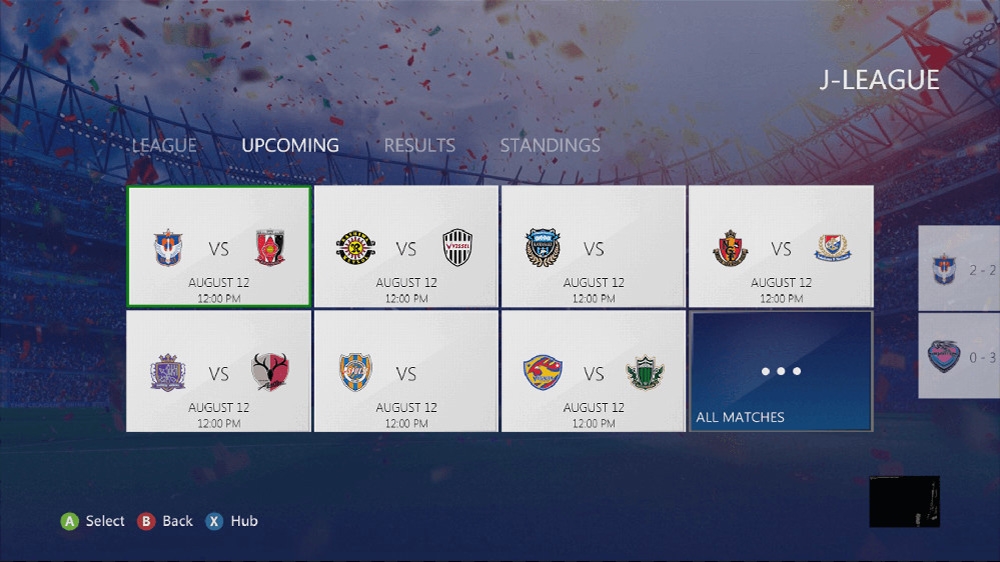 J-LEAGUE
LEAGUE UPCOMING RESULTS STANDINGS
VS VS VS VS
AUGUST 12 AUGUST 12 AUGUST 12 AUGUST 12
12:00 PM 12:00 PM 12:00 PM 12:00 PM
2-2
VS VS VS
0-3
AUGUST 12 AUGUST 12 AUGUST 12
12:00 PM 12:00 PM 12:00 PM
ALL MATCHES
A Select B Back X Hub